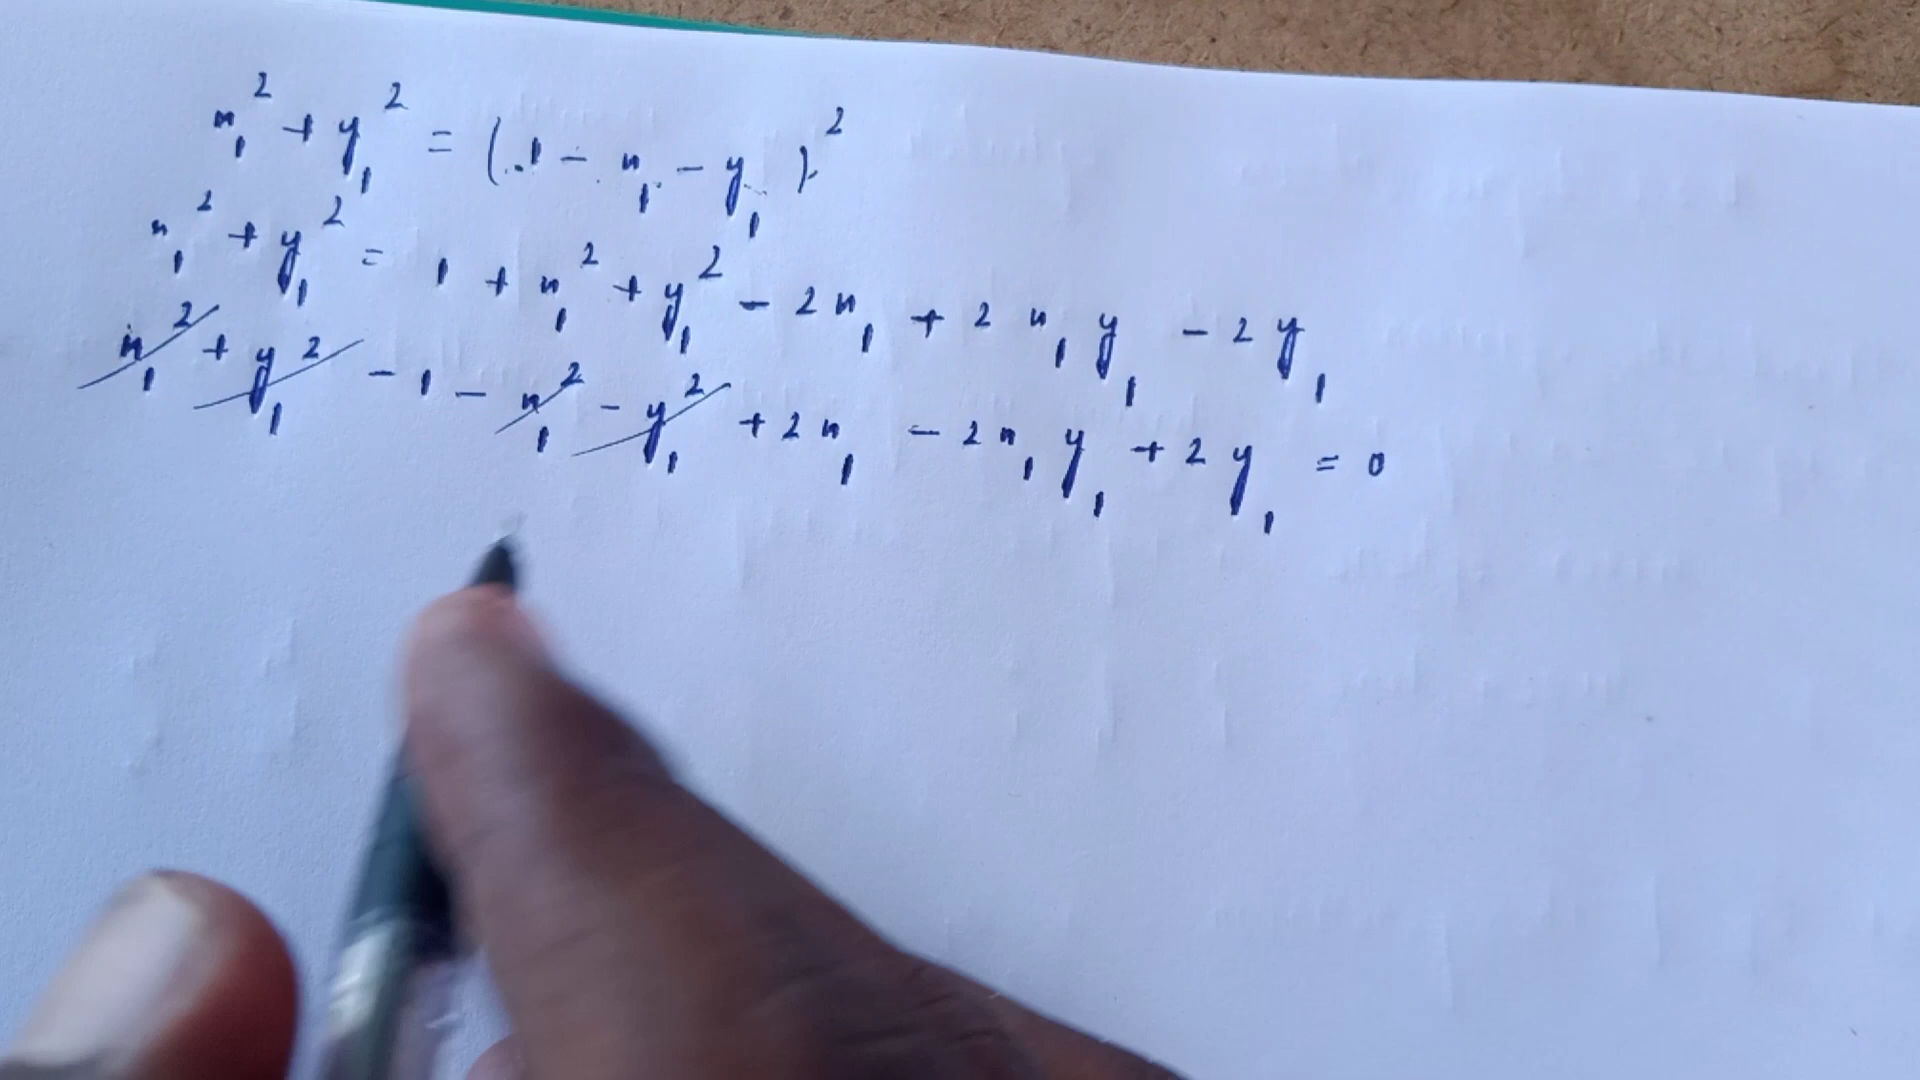 x₁² + y₁² = (1 - x₁ - y₁)²
x₁² + y₁² = 1 + x₁² + y₁² - 2x₁ + 2x₁y₁ - 2y₁
x₁² + y₁² - 1 - x₁² - y₁² + 2x₁ - 2x₁y₁ + 2y₁ = 0